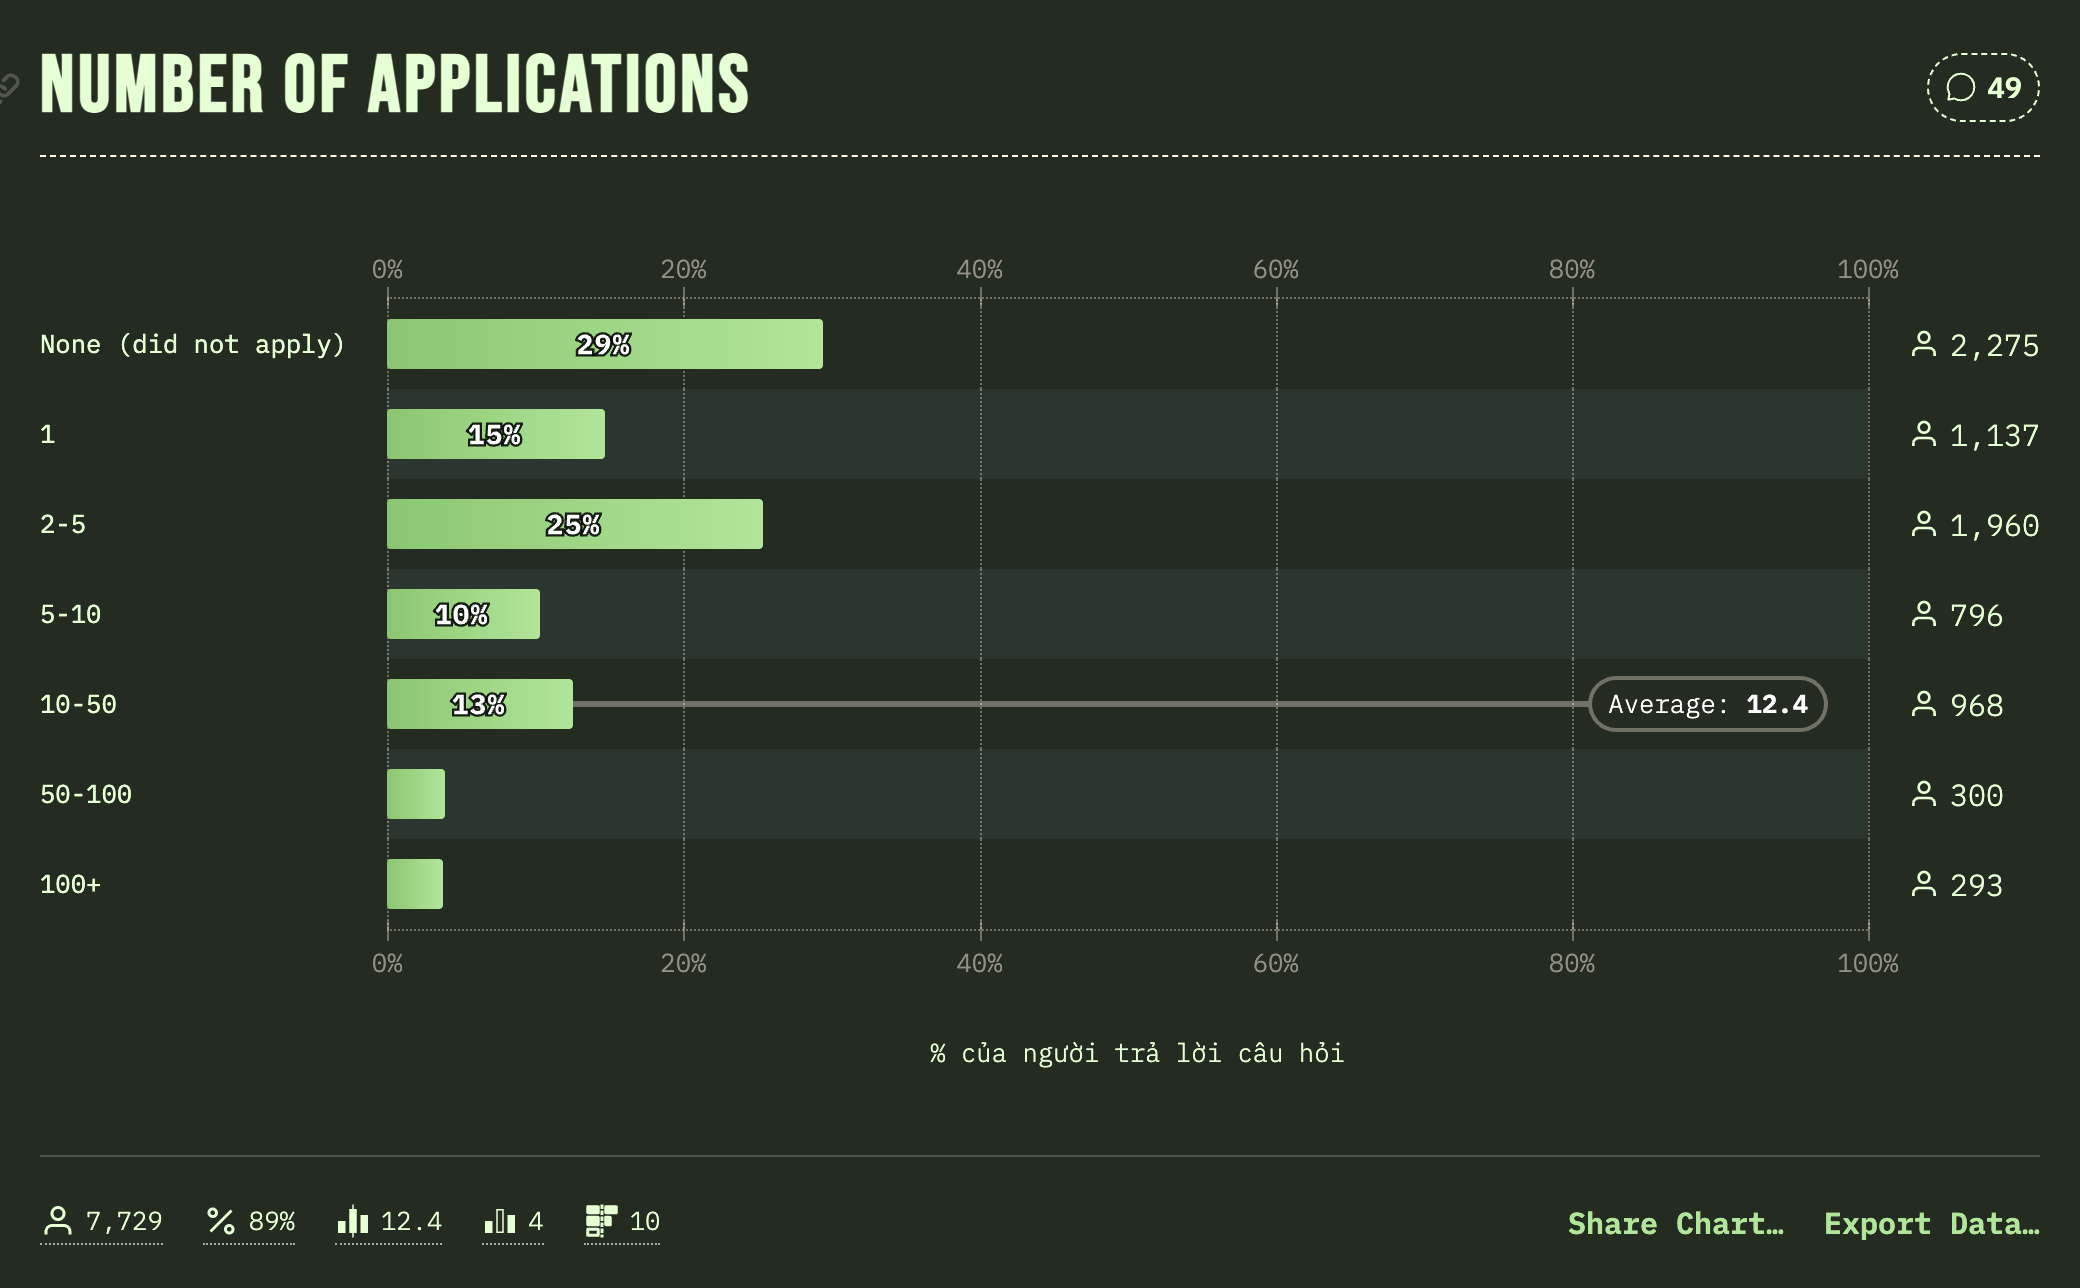 NUMBER OF APPLICATIONS
49
0% 20% 40% 60% 80% 100%
None (did not apply) 29% 2,275
1 15% 1,137
2-5 25% 1,960
5-10 10% 796
10-50 13% Average: 12.4 968
50-100 300
100+ 293
0% 20% 40% 60% 80% 100%
% của người trả lời câu hỏi
7,729 89% 12.4 4 10 Share Chart… Export Data…